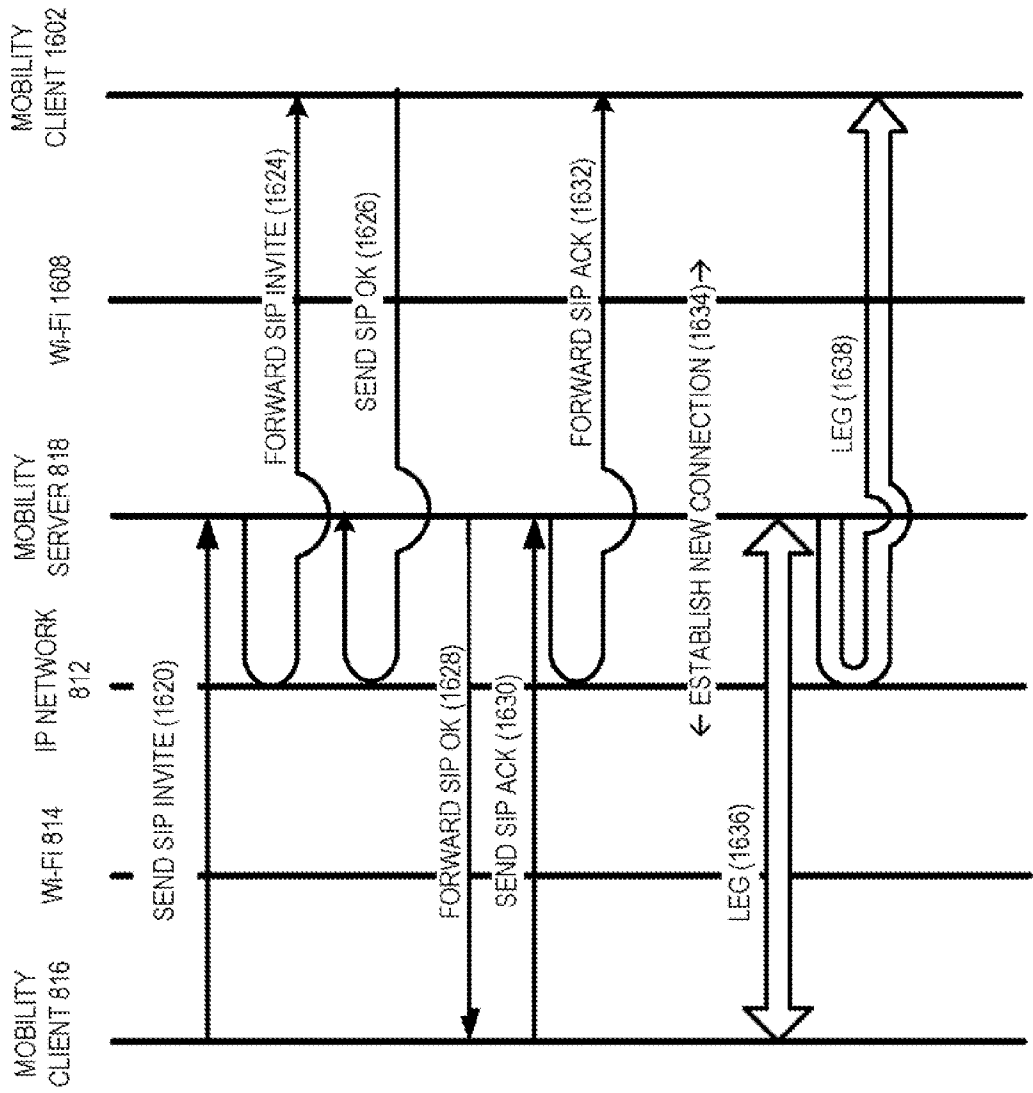 MOBILITY
CLIENT 816
Wi-Fi 814
IP NETWORK
812
MOBILITY
SERVER 818
Wi-Fi 1608
MOBILITY
CLIENT 1602
SEND SIP INVITE (1620)
FORWARD SIP INVITE (1624)
SEND SIP OK (1626)
FORWARD SIP OK (1628)
SEND SIP ACK (1630)
FORWARD SIP ACK (1632)
← ESTABLISH NEW CONNECTION (1634)→
LEG (1636)
LEG (1638)